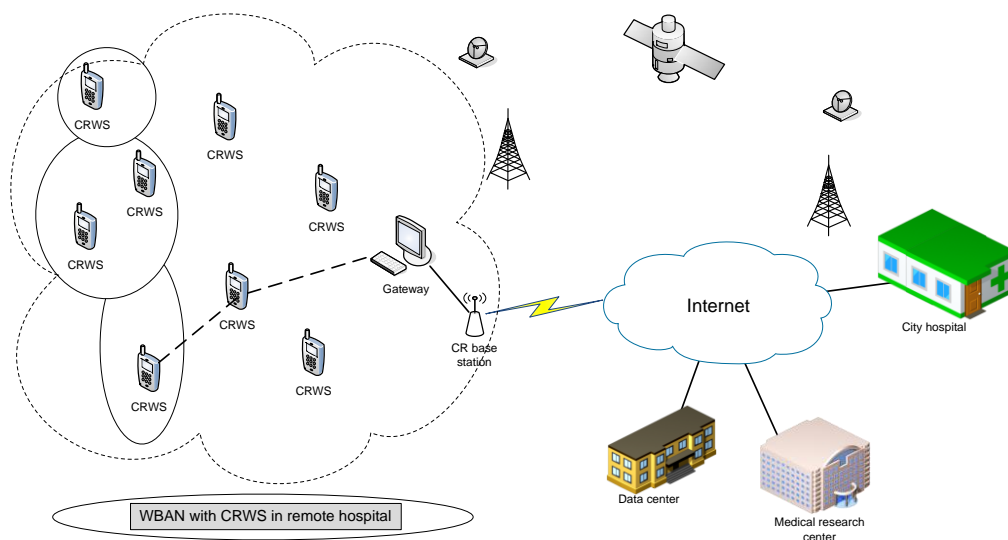 CRWS
CRWS
CRWS
CRWS
CRWS
Gateway
CRWS
CR base
station
CRWS
CRWS
Internet
City hospital
Data center
Medical research
center
WBAN with CRWS in remote hospital